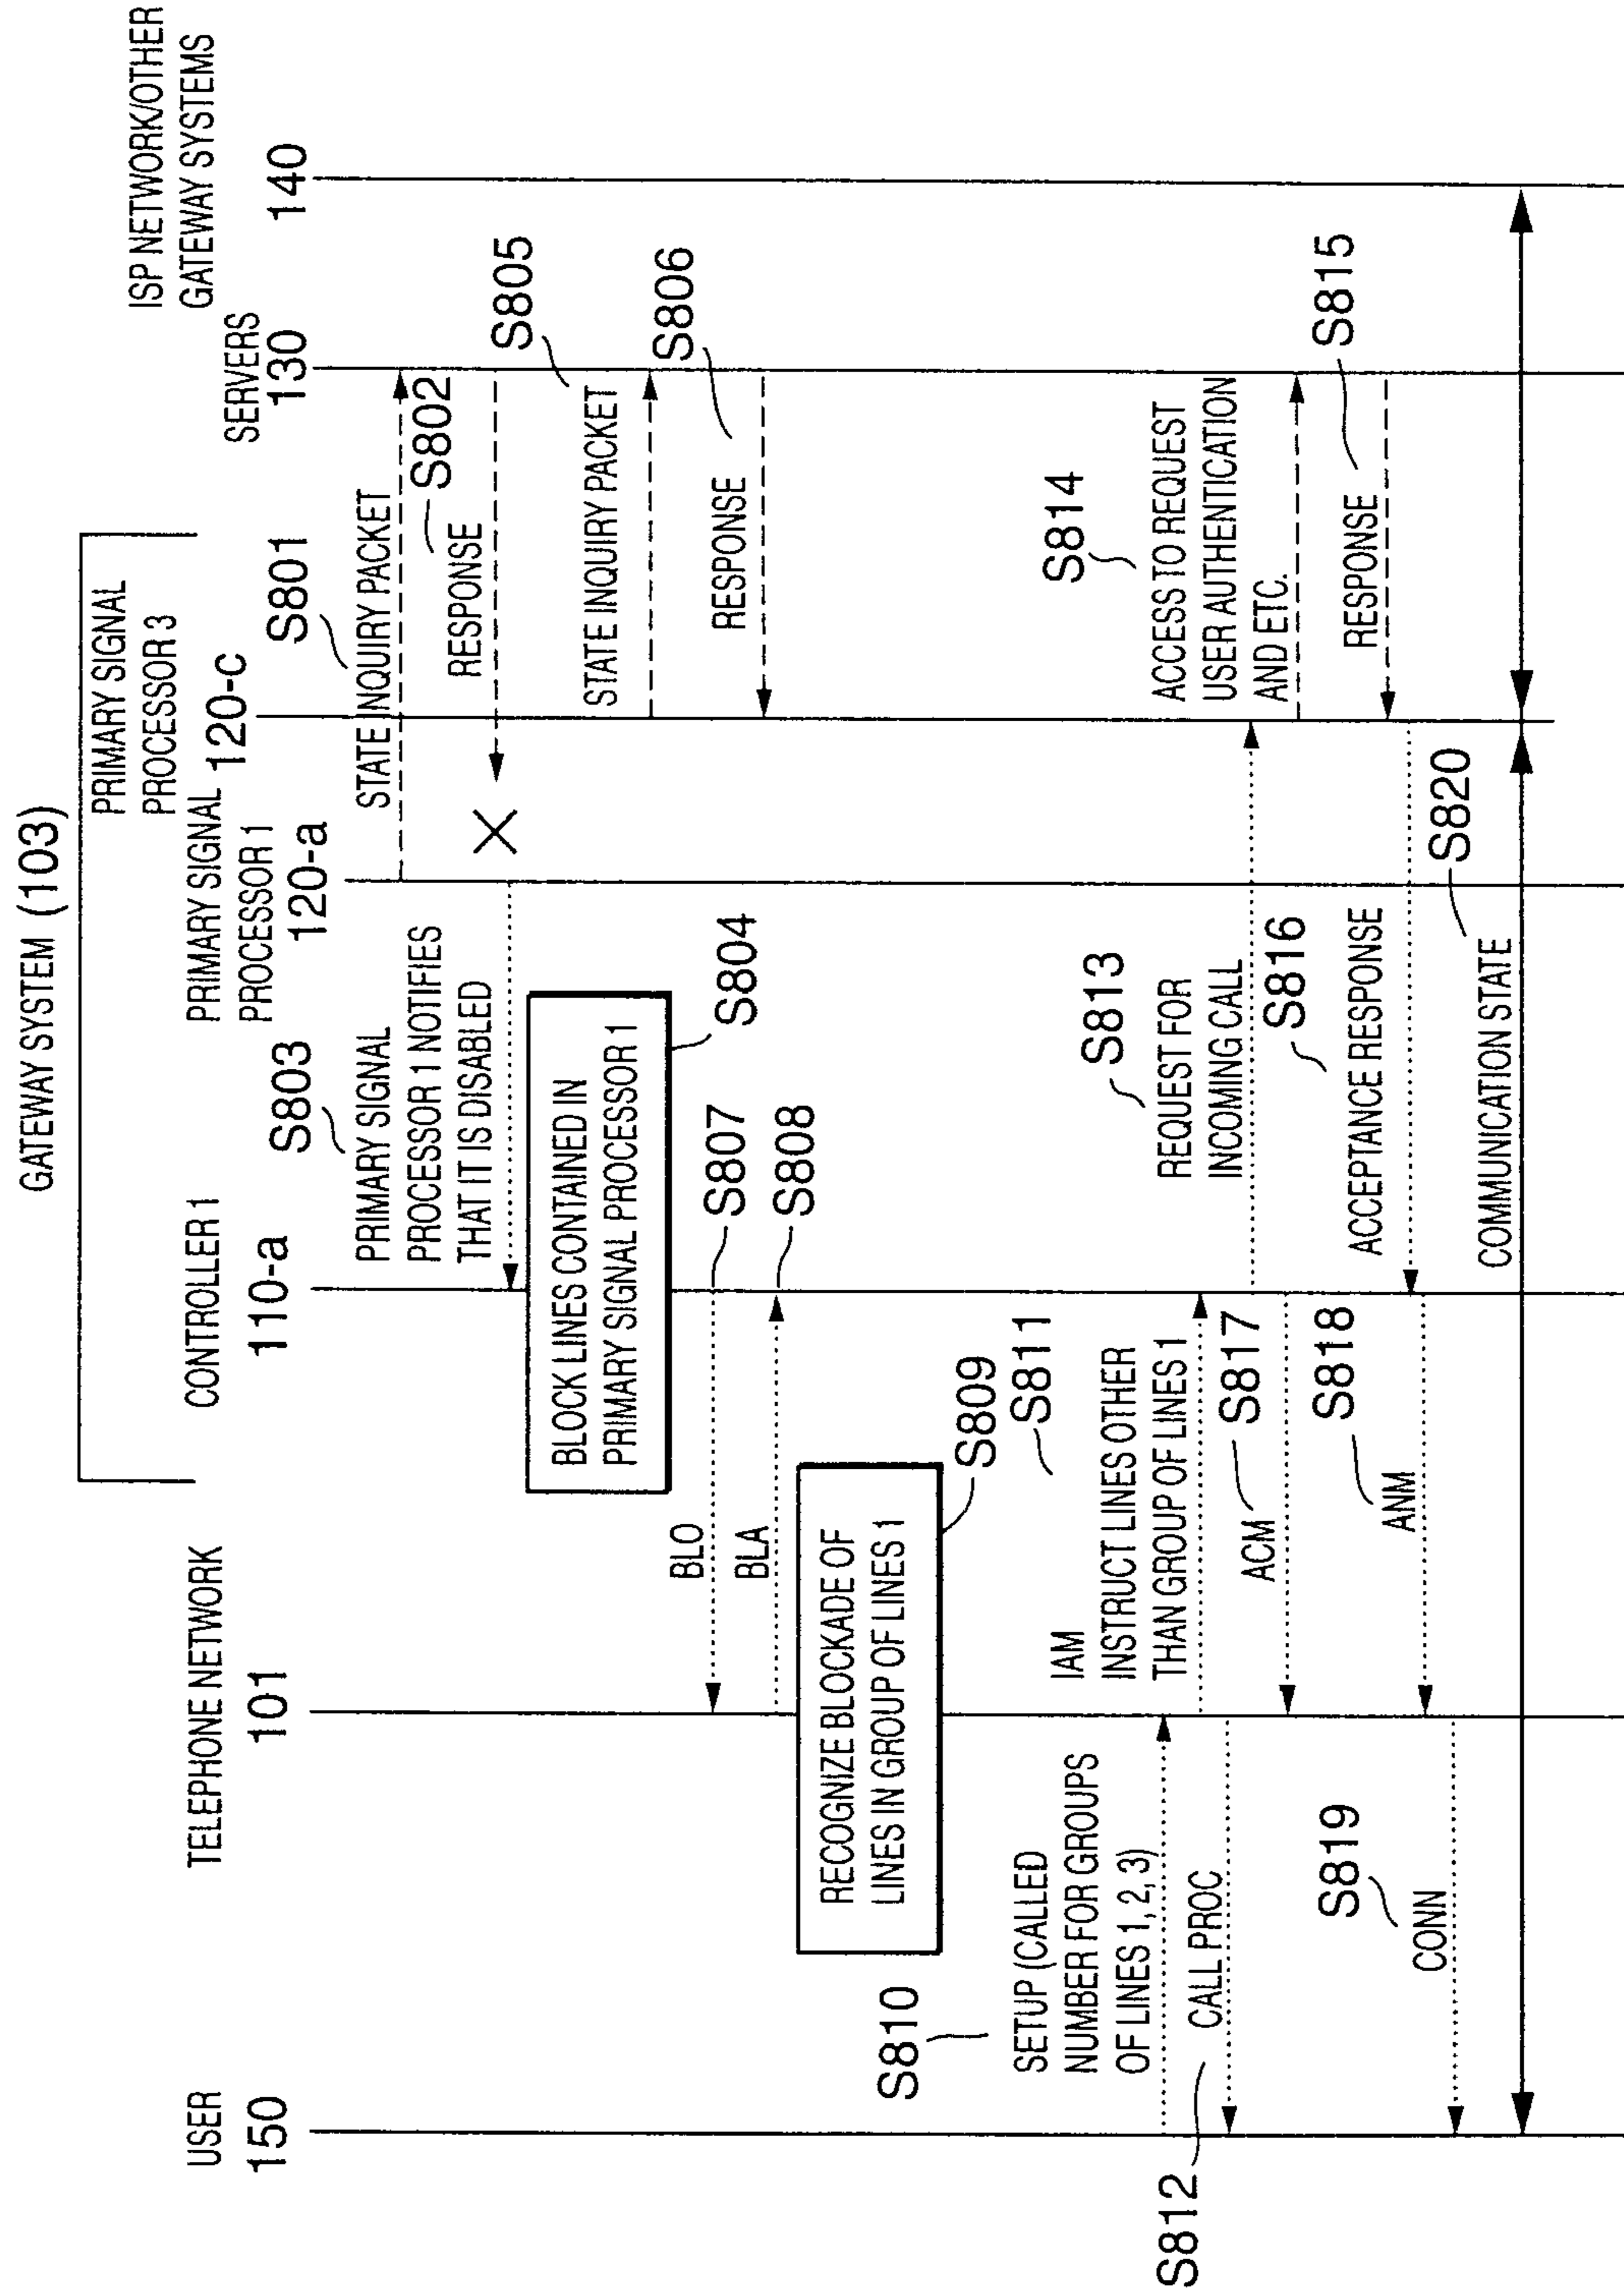 GATEWAY SYSTEM (103)
USER
150
TELEPHONE NETWORK
101
CONTROLLER 1
110-a
PRIMARY SIGNAL
PROCESSOR 1
120-a
PRIMARY SIGNAL
PROCESSOR 3
120-c
SERVERS
130
ISP NETWORK/OTHER
GATEWAY SYSTEMS
140
S801
STATE INQUIRY PACKET
S802
RESPONSE
S803
PRIMARY SIGNAL
PROCESSOR 1 NOTIFIES
THAT IT IS DISABLED
S804
BLOCK LINES CONTAINED IN
PRIMARY SIGNAL PROCESSOR 1
S805
STATE INQUIRY PACKET
S806
RESPONSE
BLO
S807
BLA
S808
S809
RECOGNIZE BLOCKADE OF
LINES IN GROUP OF LINES 1
S810
SETUP (CALLED
NUMBER FOR GROUPS
OF LINES 1, 2, 3)
S811
IAM
INSTRUCT LINES OTHER
THAN GROUP OF LINES 1
S812
CALL PROC
S813
REQUEST FOR
INCOMING CALL
S814
ACCESS TO REQUEST
USER AUTHENTICATION
AND ETC.
S815
RESPONSE
S816
ACCEPTANCE RESPONSE
S817
ACM
S818
ANM
S819
CONN
S820
COMMUNICATION STATE